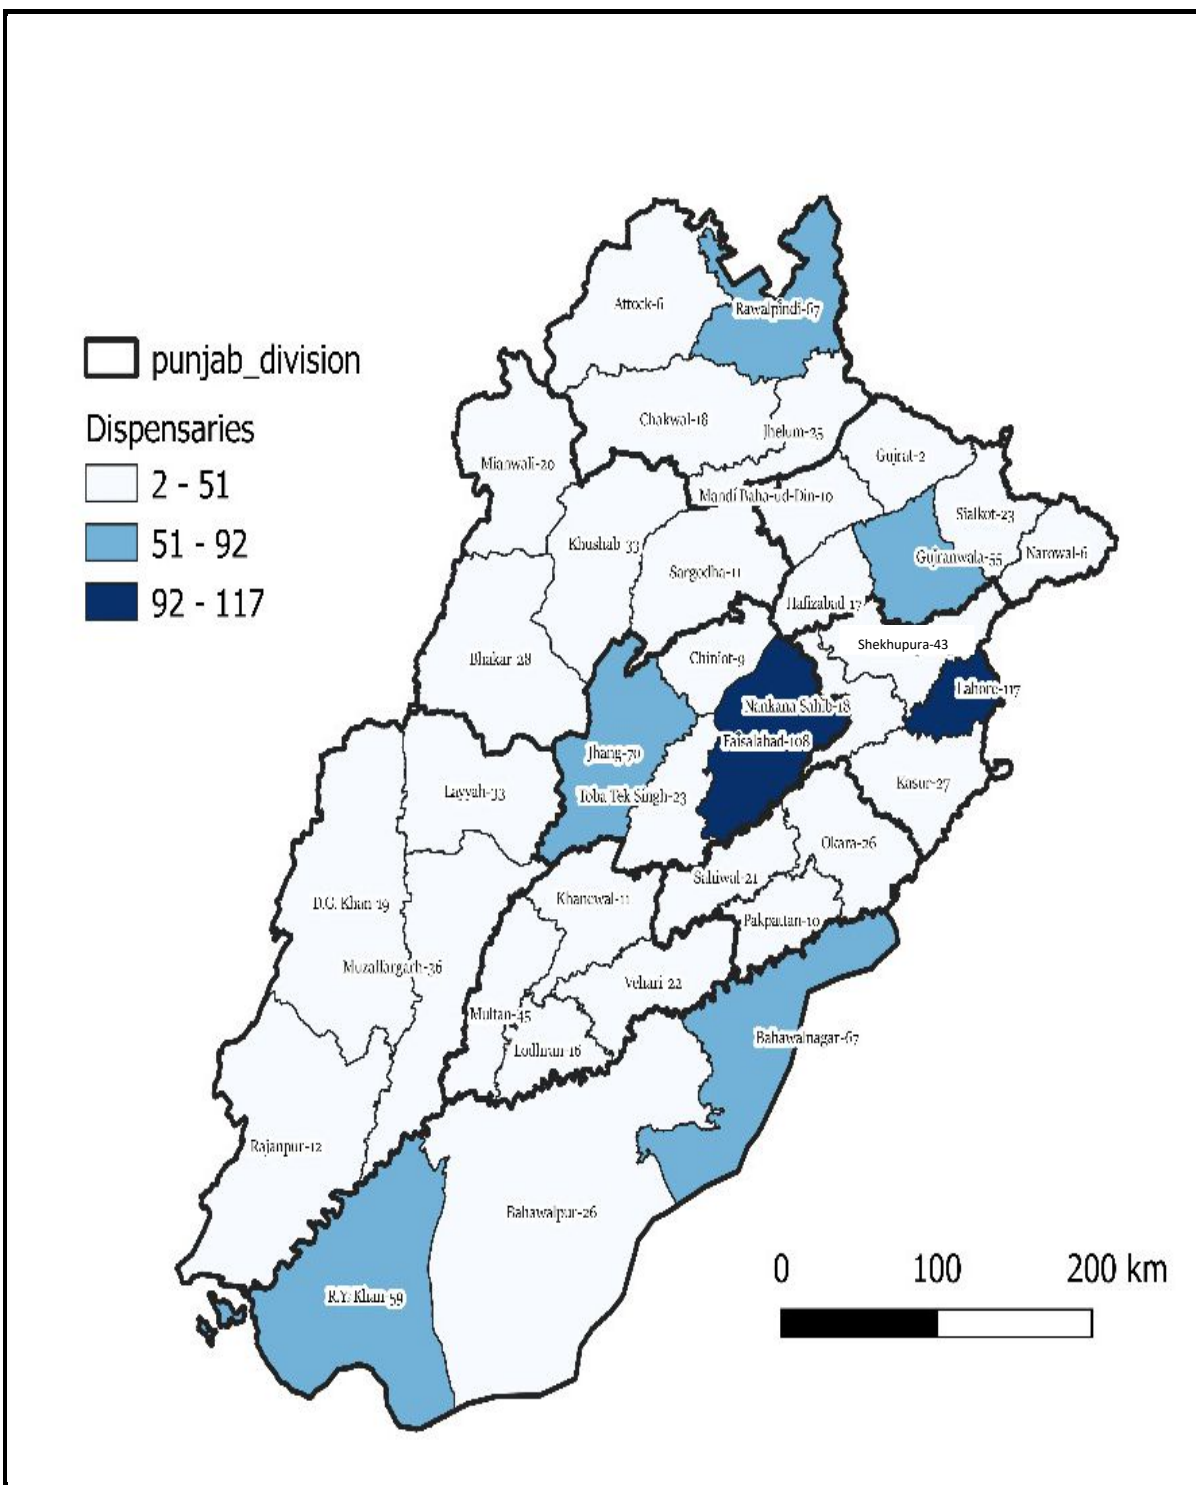 punjab_division
Dispensaries
2 - 51
51 - 92
92 - 117
Attock-6
Rawalpindi-67
Chakwal-18
Jhelum-25
Mianwali-20
Gujrat-2
Mandi Baha-ud-Din-10
Sialkot-23
Khushab-33
Gujranwala-55
Narowal-6
Sargodha-11
Hafizabad-17
Shekhupura-43
Bhakar-28
Chiniot-9
Lahore-117
Nankana Sahib-18
Faisalabad-108
Jhang-70
Kasur-27
Layyah-33
Toba Tek Singh-23
Okara-26
Sahiwal-21
D.G. Khan-19
Khanewal-11
Pakpattan-10
Muzaffargarh-36
Vehari-22
Multan-45
Bahawalnagar-67
Lodhran-16
Rajanpur-12
Bahawalpur-26
R.Y. Khan-59
0 100 200 km